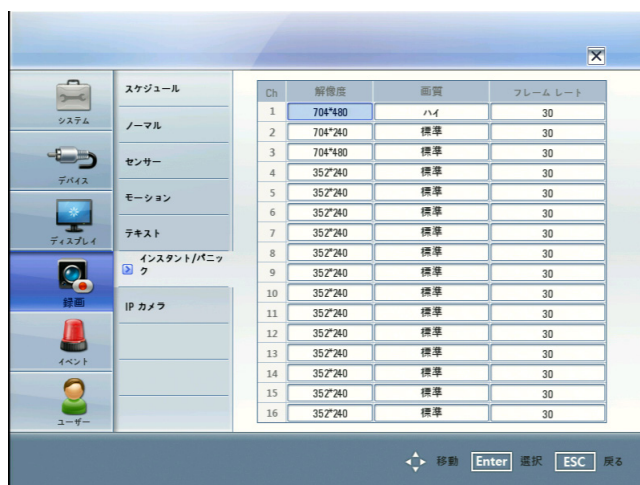 システム
デバイス
ディスプレイ
録画
イベント
ユーザー
スケジュール
ノーマル
センサー
モーション
テキスト
インスタント/パニッ
ク
IP カメラ
Ch 解像度 画質 フレーム レート
1 704*480 ハイ 30
2 704*240 標準 30
3 704*480 標準 30
4 352*240 標準 30
5 352*240 標準 30
6 352*240 標準 30
7 352*240 標準 30
8 352*240 標準 30
9 352*240 標準 30
10 352*240 標準 30
11 352*240 標準 30
12 352*240 標準 30
13 352*240 標準 30
14 352*240 標準 30
15 352*240 標準 30
16 352*240 標準 30
移動 Enter 選択 ESC 戻る